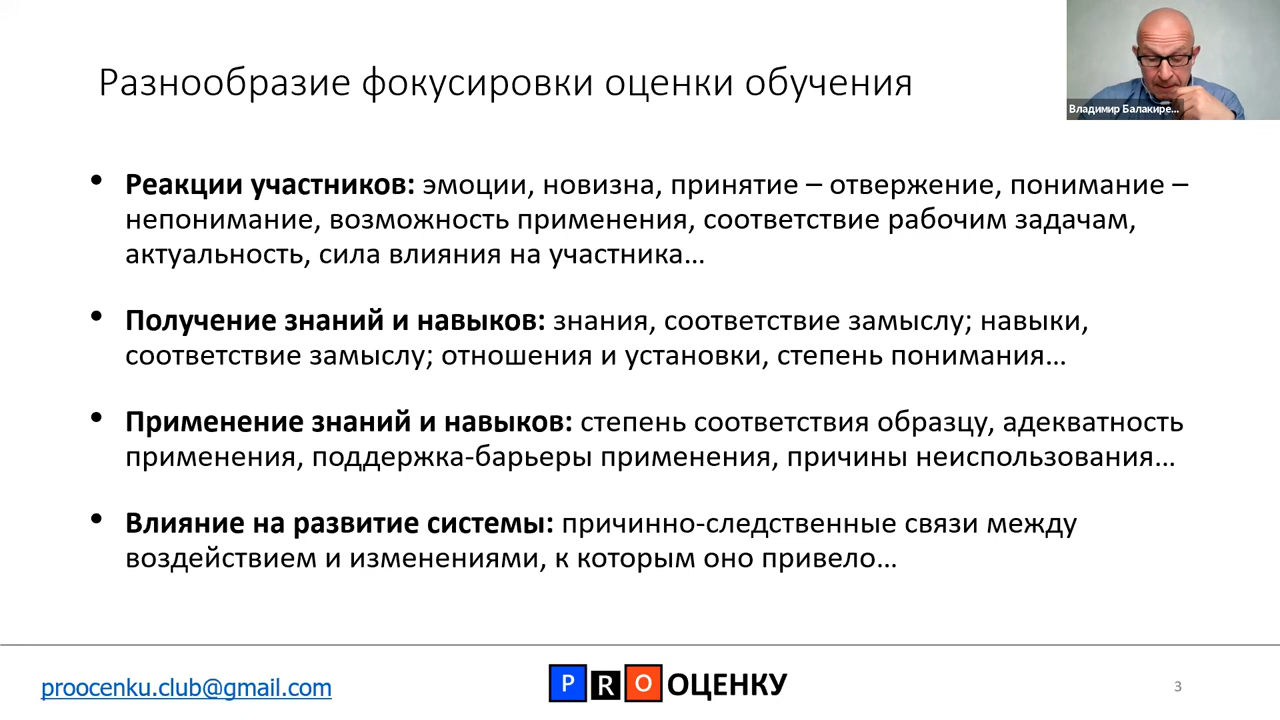 Разнообразие фокусировки оценки обучения
Владимир Балакире...
• Реакции участников: эмоции, новизна, принятие – отвержение, понимание –
непонимание, возможность применения, соответствие рабочим задачам,
актуальность, сила влияния на участника…
• Получение знаний и навыков: знания, соответствие замыслу; навыки,
соответствие замыслу; отношения и установки, степень понимания…
• Применение знаний и навыков: степень соответствия образцу, адекватность
применения, поддержка-барьеры применения, причины неиспользования…
• Влияние на развитие системы: причинно-следственные связи между
воздействием и изменениями, к которым оно привело…
proocenku.club@gmail.com
PRO ОЦЕНКУ
3